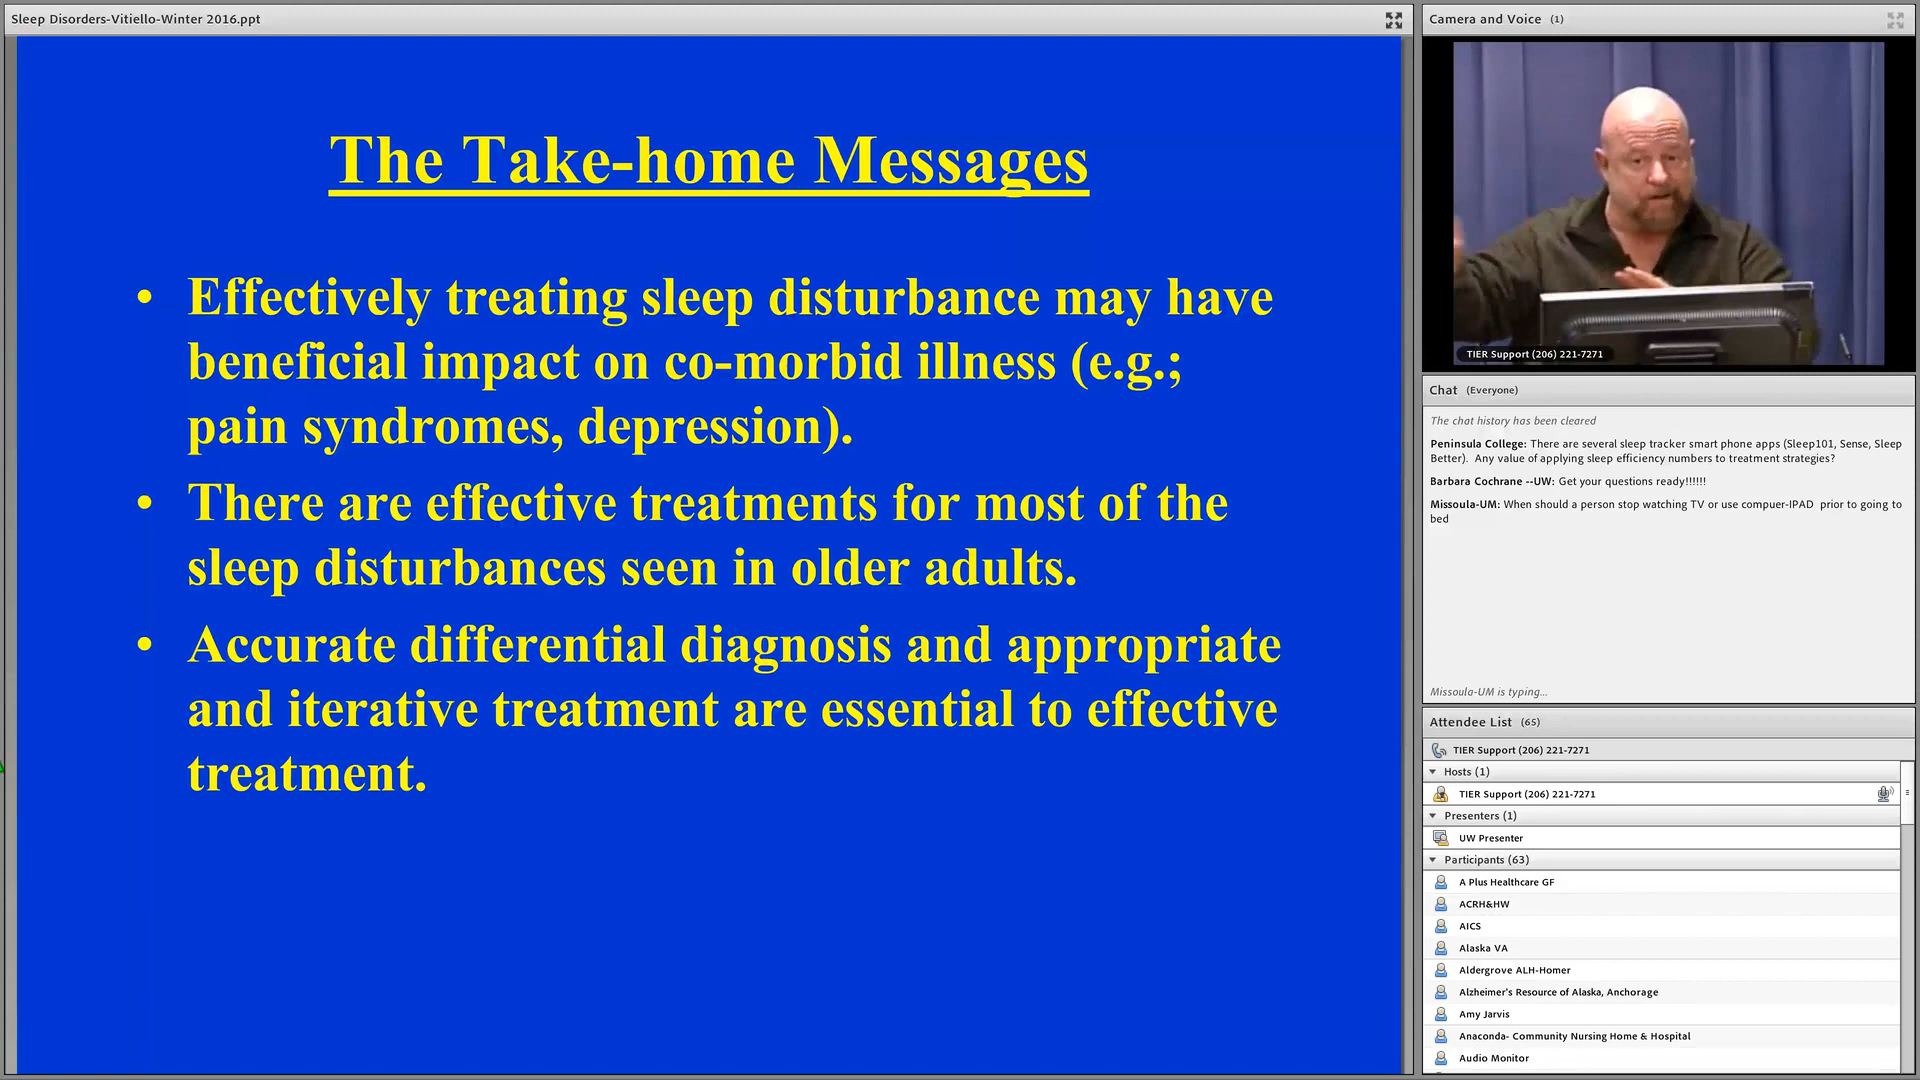 Sleep Disorders-Vitiello-Winter 2016.ppt
The Take-home Messages
• Effectively treating sleep disturbance may have
beneficial impact on co-morbid illness (e.g.;
pain syndromes, depression).
• There are effective treatments for most of the
sleep disturbances seen in older adults.
• Accurate differential diagnosis and appropriate
and iterative treatment are essential to effective
treatment.
Camera and Voice (1)
TIER Support (206) 221-7271
Chat (Everyone)
The chat history has been cleared
Peninsula College: There are several sleep tracker smart phone apps (Sleep101, Sense, Sleep
Better). Any value of applying sleep efficiency numbers to treatment strategies?
Barbara Cochrane --UW: Get your questions ready!!!!!!
Missoula-UM: When should a person stop watching TV or use compuer-IPAD prior to going to
bed
Missoula-UM is typing...
Attendee List (65)
TIER Support (206) 221-7271
Hosts (1)
TIER Support (206) 221-7271
Presenters (1)
UW Presenter
Participants (63)
A Plus Healthcare GF
ACRH&HW
AICS
Alaska VA
Aldergrove ALH-Homer
Alzheimer's Resource of Alaska, Anchorage
Amy Jarvis
Anaconda- Community Nursing Home & Hospital
Audio Monitor